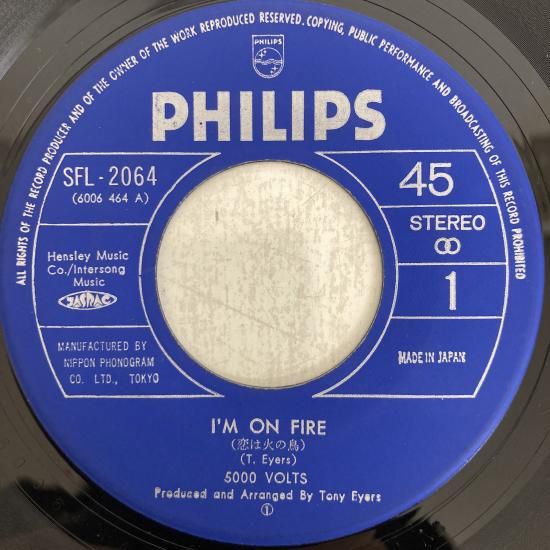 ALL RIGHTS OF THE RECORD PRODUCER AND OF THE OWNER OF THE WORK REPRODUCED RESERVED. COPYING, PUBLIC PERFORMANCE AND BROADCASTING OF THIS RECORD PROHIBITED
PHILIPS
PHILIPS
SFL-2064
(6006 464 A)
45
STEREO
Hensley Music
Co./Intersong
Music
JASRAC
1
MANUFACTURED BY
NIPPON PHONOGRAM
CO. LTD., TOKYO
MADE IN JAPAN
I'M ON FIRE
(恋は火の鳥)
(T. Eyers)
5000 VOLTS
Produced and Arranged By Tony Eyers
①